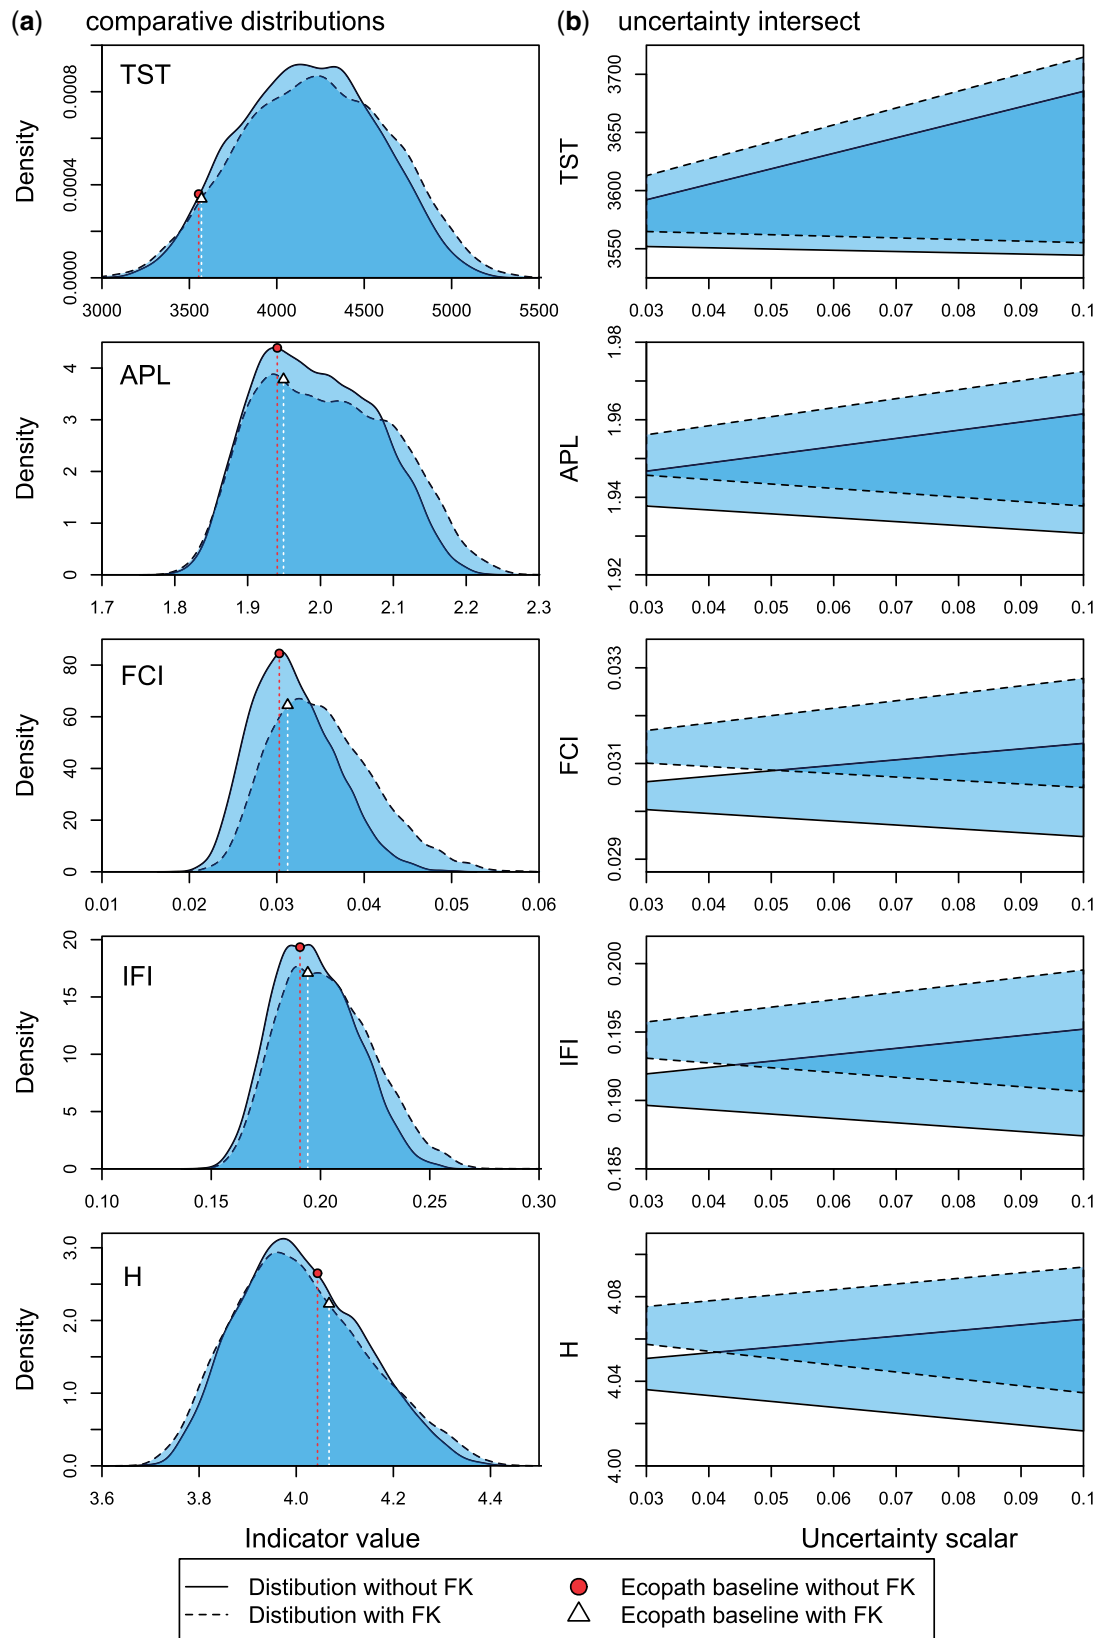 (a) comparative distributions
(b) uncertainty intersect
TST
Density
0.0000 0.0004 0.0008
3000 3500 4000 4500 5000 5500
TST
3550 3600 3650 3700
0.03 0.04 0.05 0.06 0.07 0.08 0.09 0.1
APL
Density
0 1 2 3 4
1.7 1.8 1.9 2.0 2.1 2.2 2.3
APL
1.92 1.94 1.96 1.98
0.03 0.04 0.05 0.06 0.07 0.08 0.09 0.1
FCI
Density
0 20 40 60 80
0.01 0.02 0.03 0.04 0.05 0.06
FCI
0.029 0.031 0.033
0.03 0.04 0.05 0.06 0.07 0.08 0.09 0.1
IFI
Density
0 5 10 15 20
0.10 0.15 0.20 0.25 0.30
IFI
0.185 0.190 0.195 0.200
0.03 0.04 0.05 0.06 0.07 0.08 0.09 0.1
H
Density
0.0 1.0 2.0 3.0
3.6 3.8 4.0 4.2 4.4
H
4.00 4.04 4.08
0.03 0.04 0.05 0.06 0.07 0.08 0.09 0.1
Indicator value
Uncertainty scalar
Distibution without FK
Distibution with FK
Ecopath baseline without FK
Ecopath baseline with FK